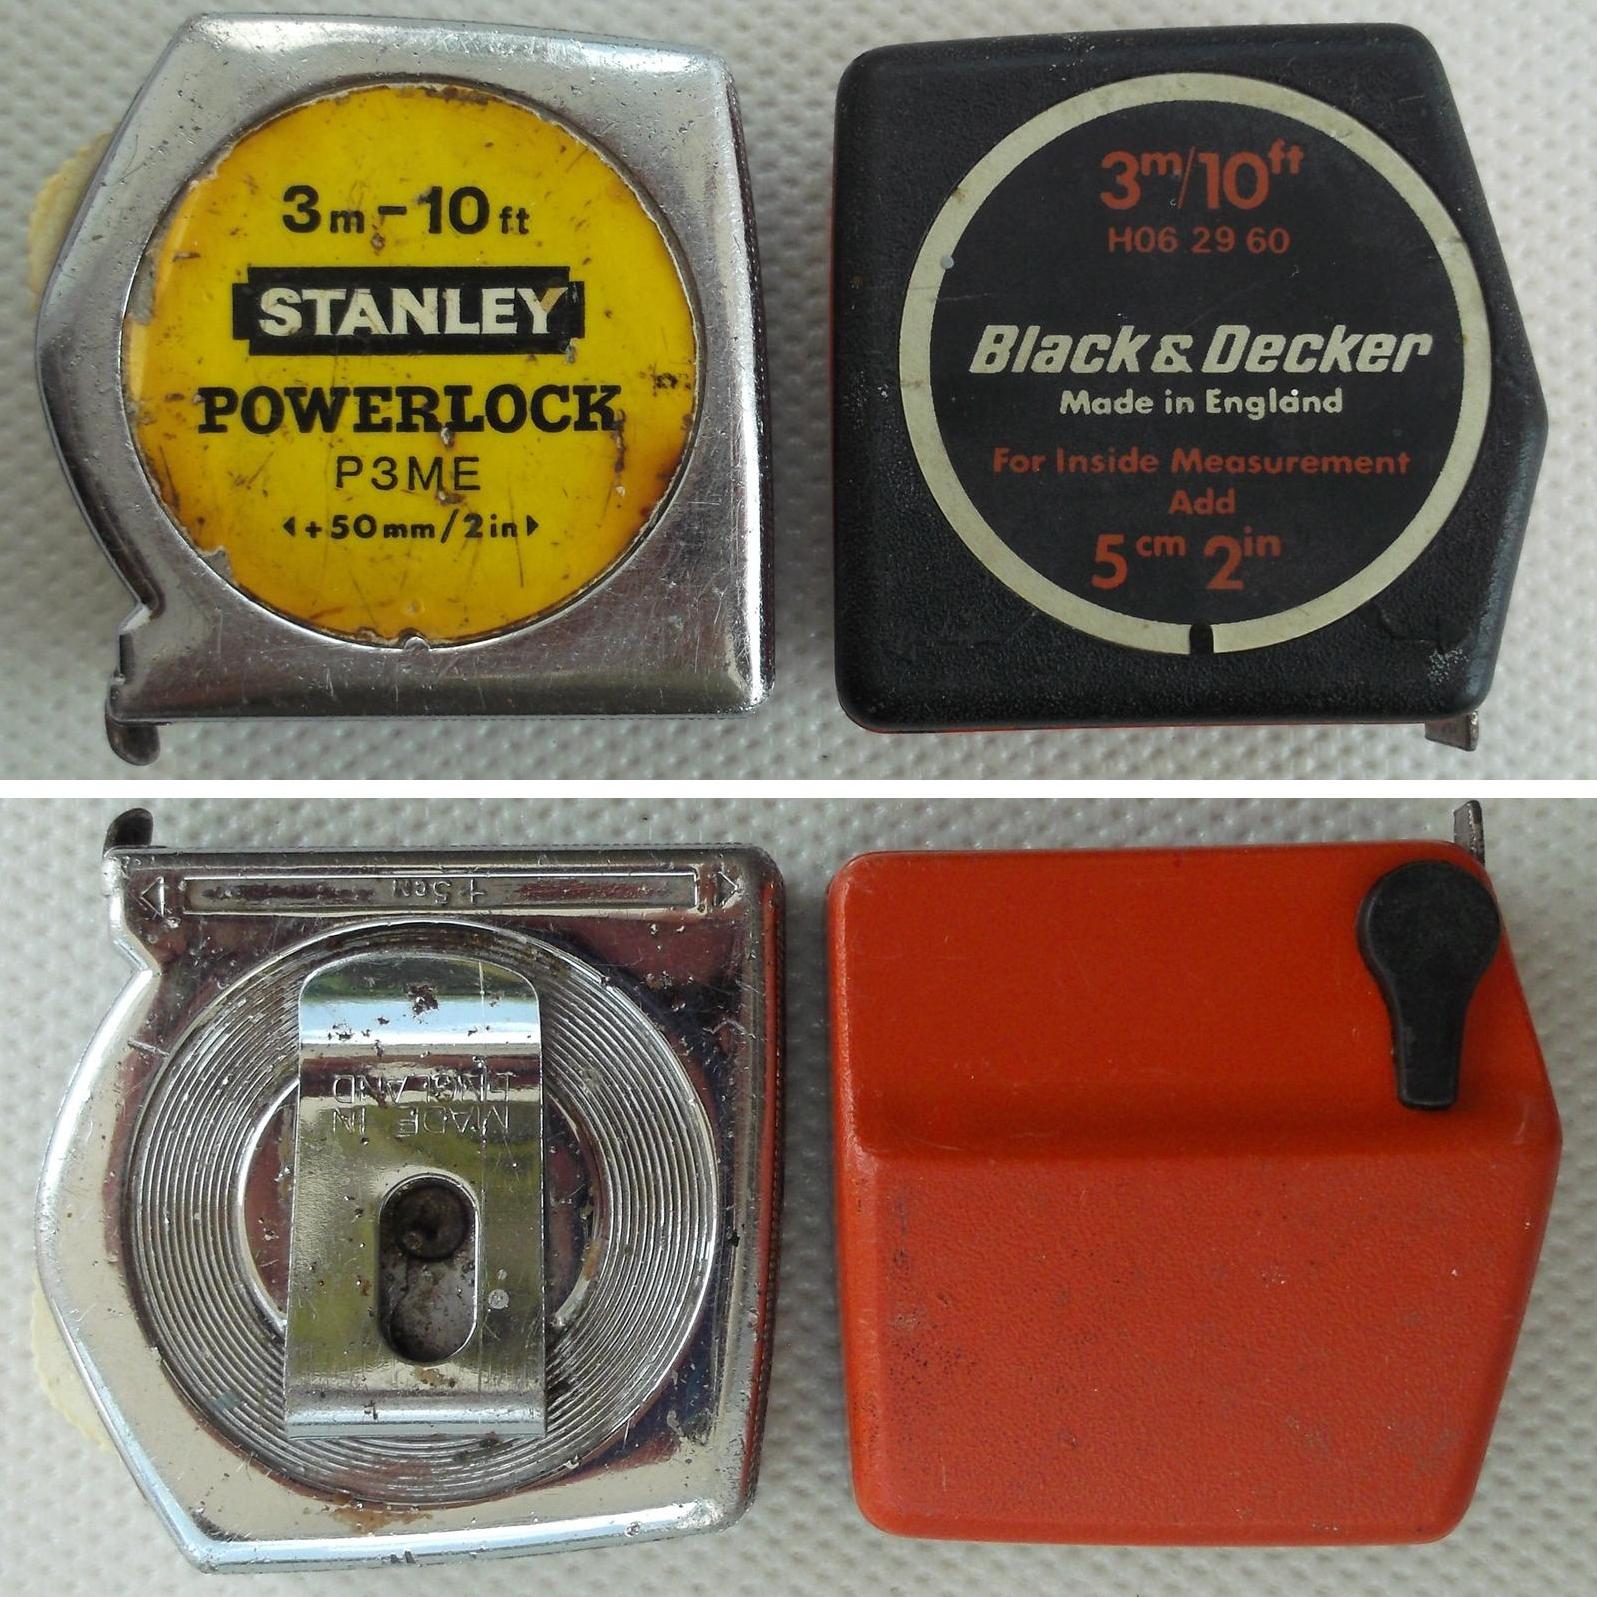 3m-10ft
STANLEY
POWERLOCK
P3ME
+50mm/2in
3m/10ft
H06 29 60
Black & Decker
Made in England
For Inside Measurement
Add
5cm 2in
+5cm
MADE IN
ENGLAND